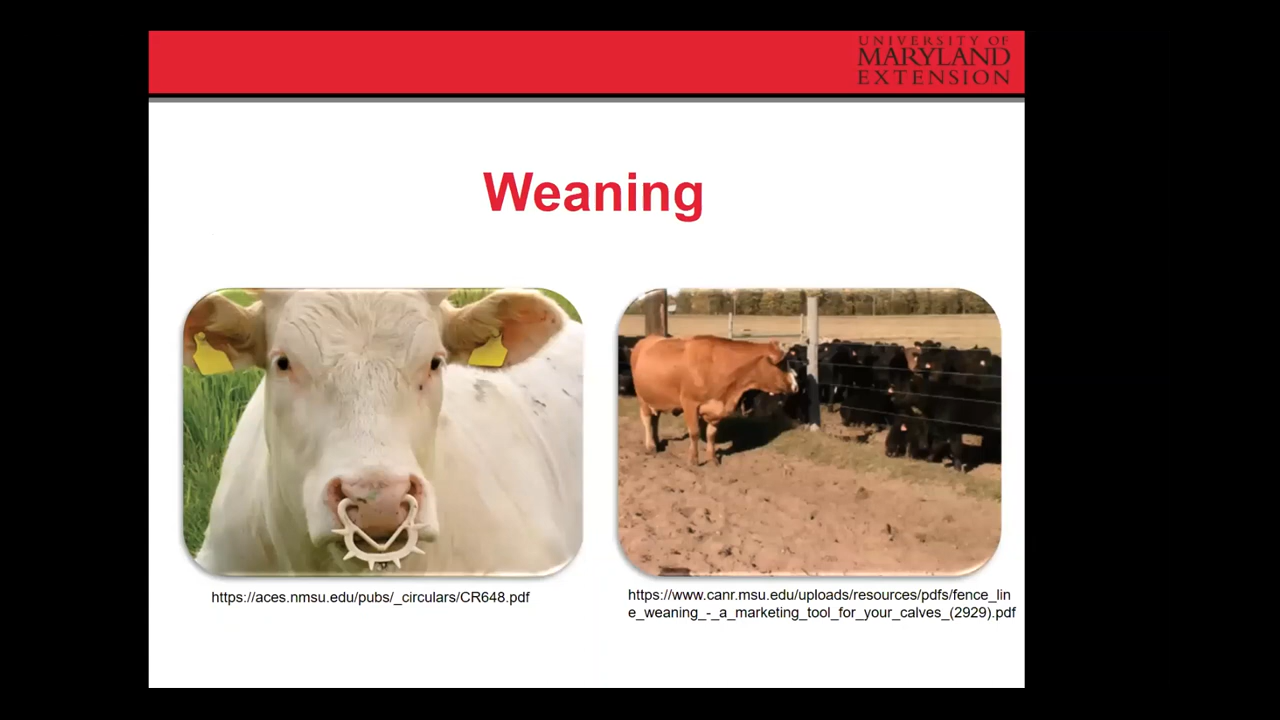 UNIVERSITY OF
MARYLAND
EXTENSION
Weaning
https://aces.nmsu.edu/pubs/_circulars/CR648.pdf
https://www.canr.msu.edu/uploads/resources/pdfs/fence_lin
e_weaning_-_a_marketing_tool_for_your_calves_(2929).pdf